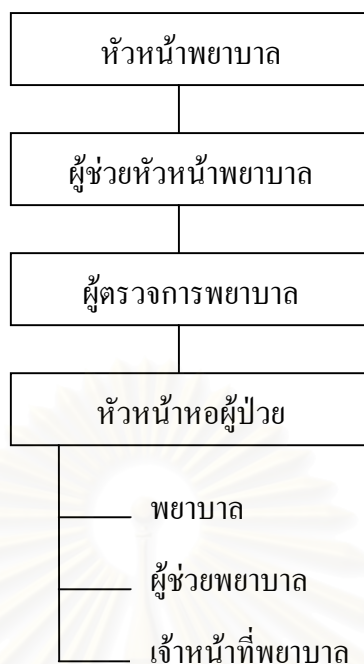 หัวหน้าพยาบาล
ผู้ช่วยหัวหน้าพยาบาล
ผู้ตรวจการพยาบาล
หัวหน้าหอผู้ป่วย
พยาบาล
ผู้ช่วยพยาบาล
เจ้าหน้าที่พยาบาล